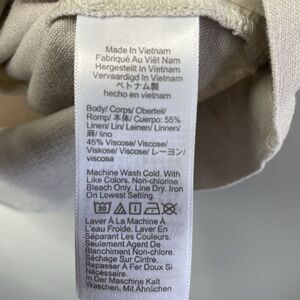 Made In Vietnam
Fabriqué Au Viêt Nam
Hergestellt In Vietnam
Vervaardigd In Vietnam
ベトナム製
hecho en vietnam
Body/ Corps/ Oberteil/
Romp/ 本体/ Cuerpo: 55%
Linen/ Lin/ Leinen/ Linnen/
麻/ lino
45% Viscose/ Viscose/
Viskose/ Viscose/ レーヨン/
viscosa
Machine Wash Cold. With
Like Colors. Non-chlorine
Bleach Only. Line Dry. Iron
On Lowest Setting.
30
Laver À La Machine À
L'eau Froide. Laver En
Séparant Les Couleurs.
Seulement Agent De
Blanchiment Non-chloré.
Séchage Sur Cintre.
Repasser À Fer Doux Si
Nécessaire.
In Der Maschine Kalt
Waschen, Mit Ähnlichen